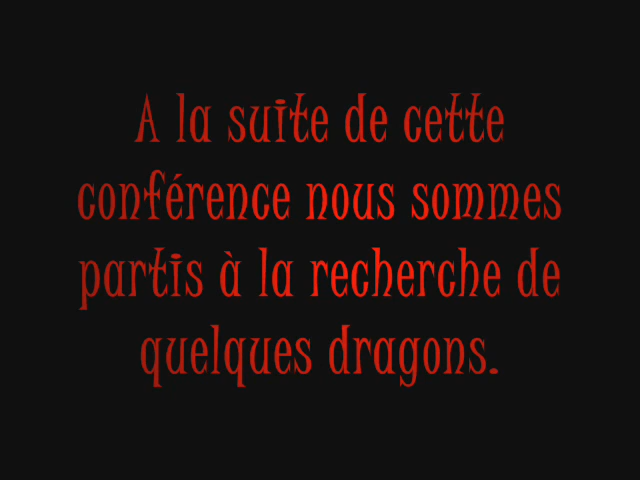 A la suite de cette
conférence nous sommes
partis à la recherche de
quelques dragons.